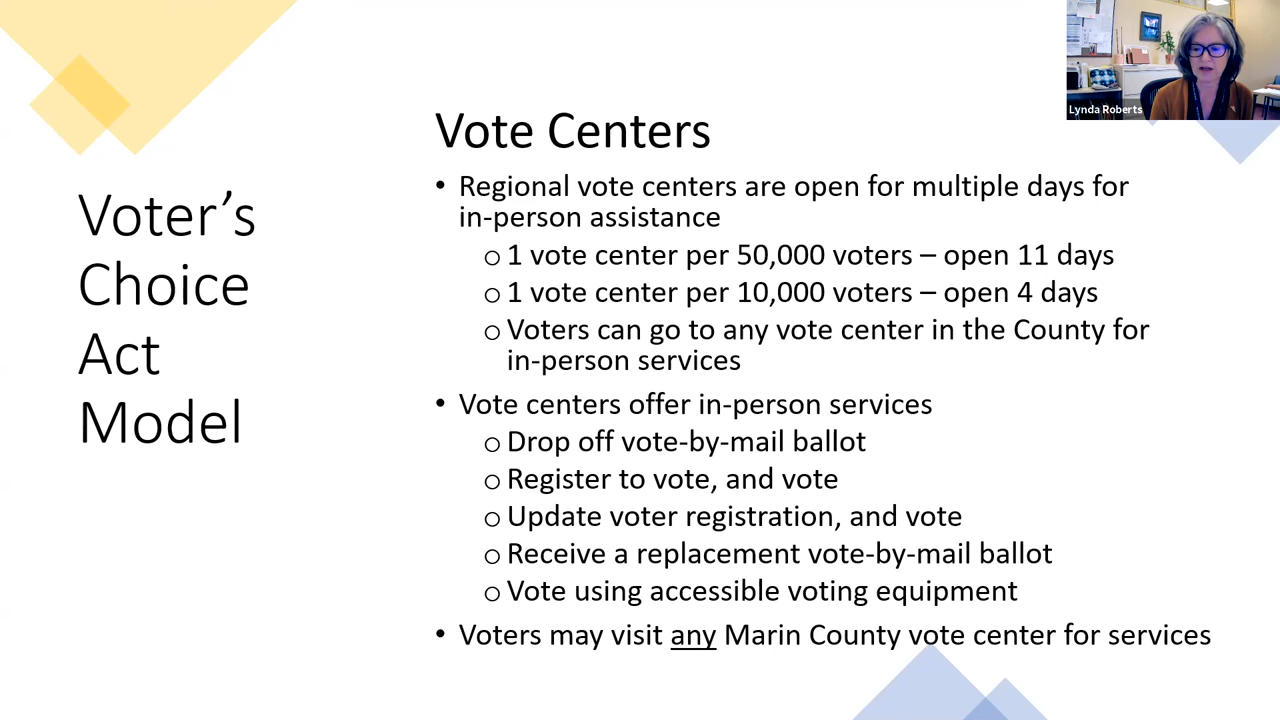 Lynda Roberts
Voter’s
Choice
Act
Model
Vote Centers
• Regional vote centers are open for multiple days for
in-person assistance
o 1 vote center per 50,000 voters – open 11 days
o 1 vote center per 10,000 voters – open 4 days
o Voters can go to any vote center in the County for
in-person services
• Vote centers offer in-person services
o Drop off vote-by-mail ballot
o Register to vote, and vote
o Update voter registration, and vote
o Receive a replacement vote-by-mail ballot
o Vote using accessible voting equipment
• Voters may visit any Marin County vote center for services